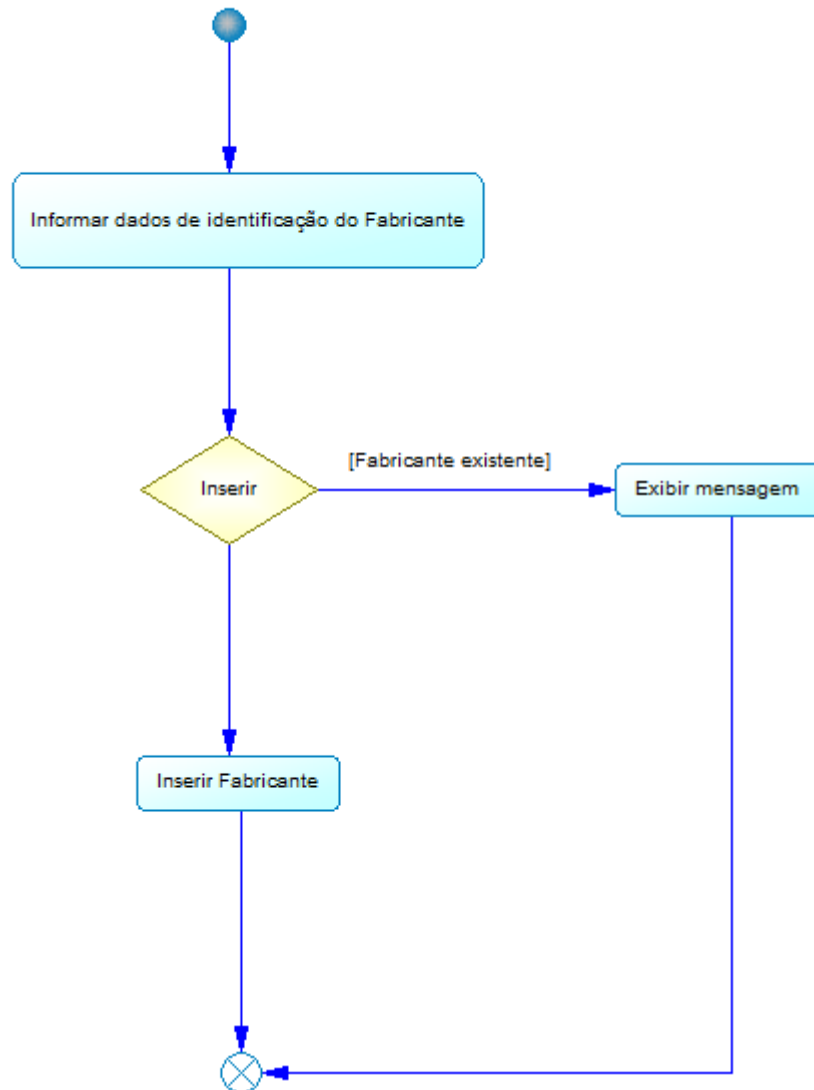 Informar dados de identificação do Fabricante
[Fabricante existente]
Inserir
Exibir mensagem
Inserir Fabricante